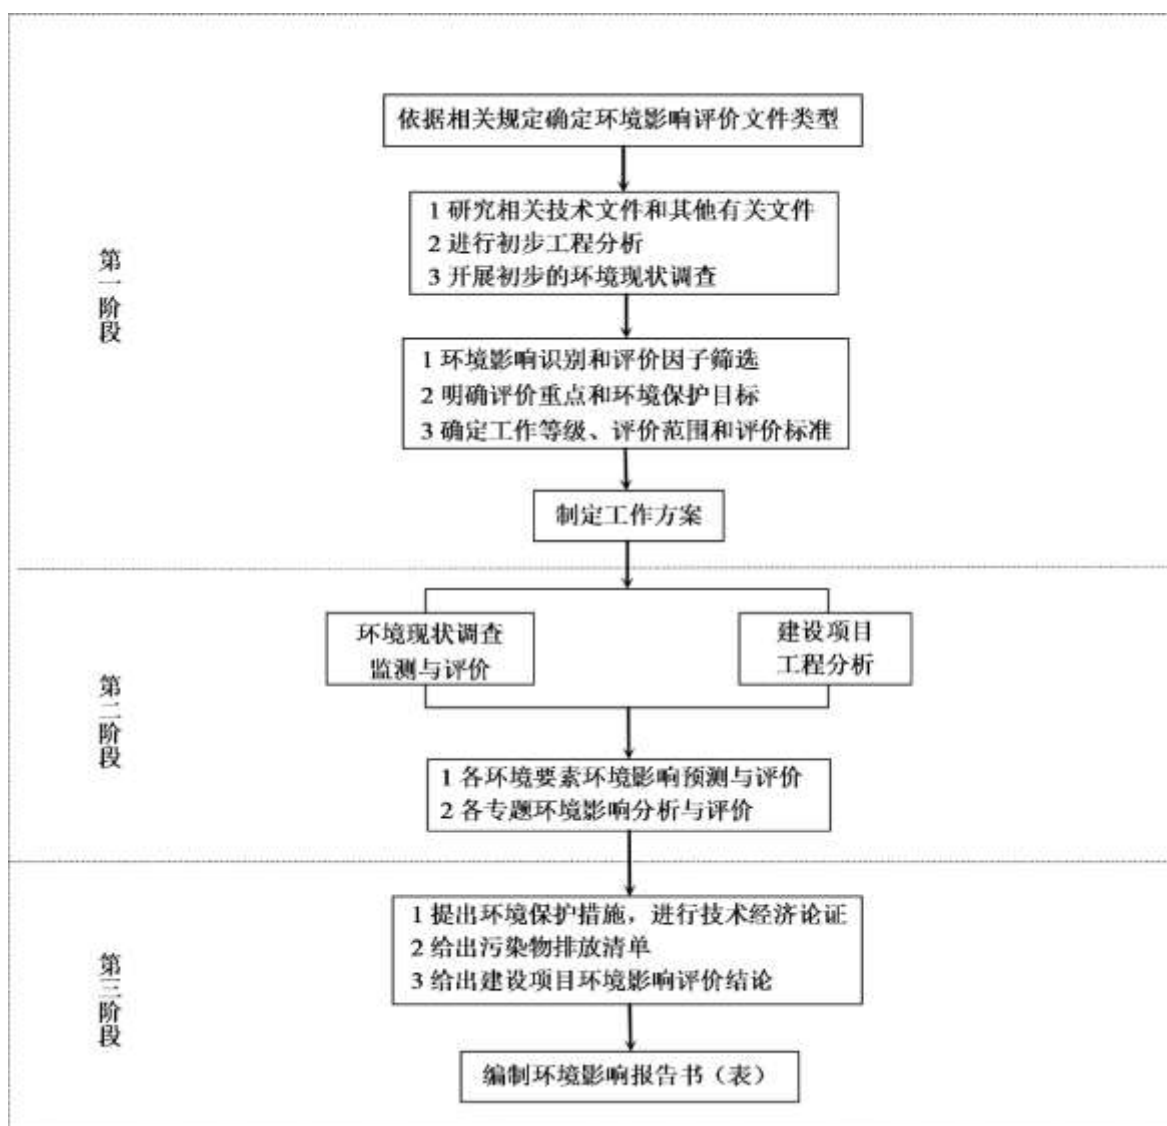 依据相关规定确定环境影响评价文件类型
1 研究相关技术文件和其他有关文件
2 进行初步工程分析
3 开展初步的环境现状调查
第一阶段
1 环境影响识别和评价因子筛选
2 明确评价重点和环境保护目标
3 确定工作等级、评价范围和评价标准
制定工作方案
环境现状调查
监测与评价
建设项目
工程分析
第二阶段
1 各环境要素环境影响预测与评价
2 各专题环境影响分析与评价
1 提出环境保护措施，进行技术经济论证
2 给出污染物排放清单
3 给出建设项目环境影响评价结论
第三阶段
编制环境影响报告书（表）